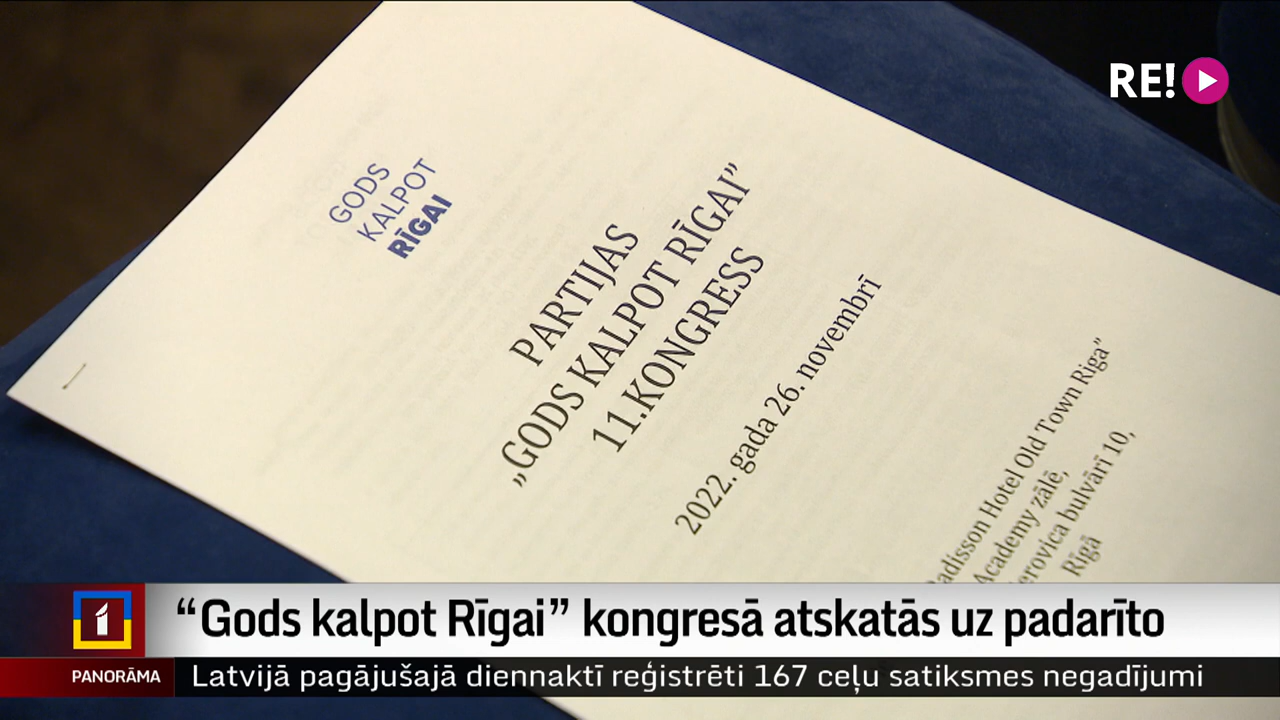 RE!
GODS
KALPOT
RĪGAI
PARTIJAS
„GODS KALPOT RĪGAI”
11.KONGRESS
2022. gada 26. novembrī
Hotel Old Town Riga”
Academy zālē,
bulvārī 10,
Rīgā
1
“Gods kalpot Rīgai” kongresā atskatās uz padarīto
PANORĀMA
Latvijā pagājušajā diennaktī reģistrēti 167 ceļu satiksmes negadījumi